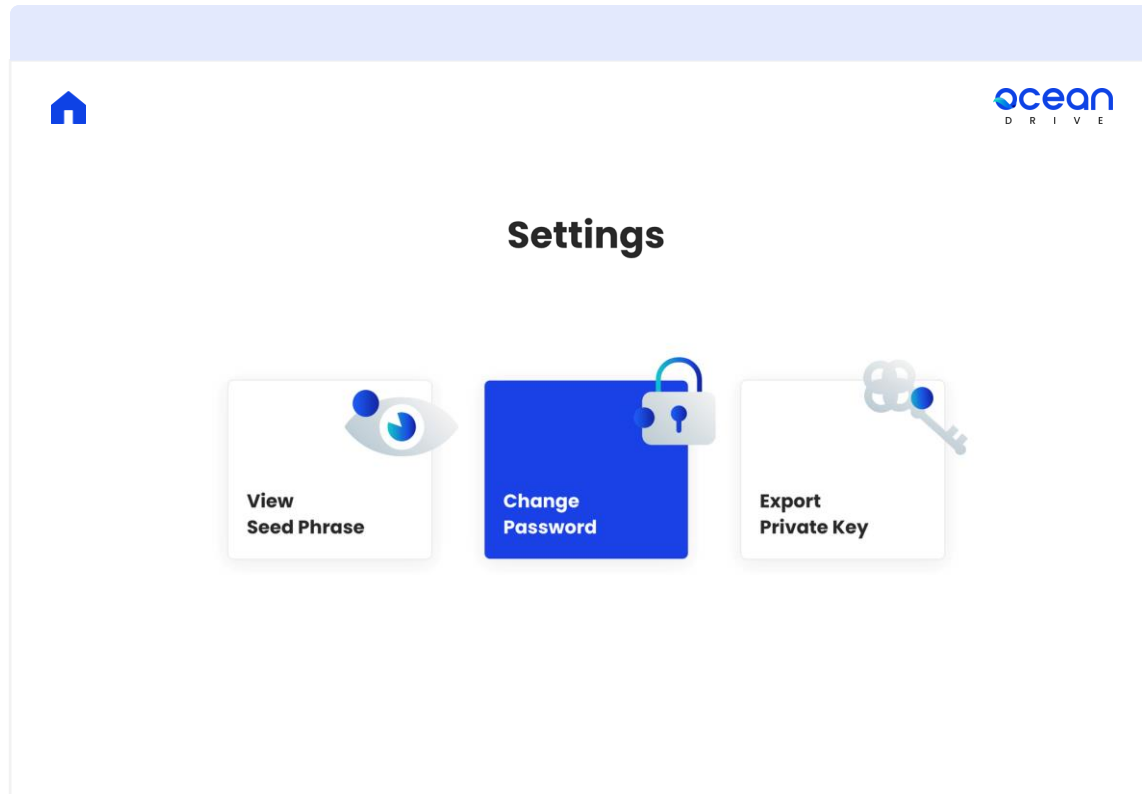 ocean
DRIVE
Settings
View
Seed Phrase
Change
Password
Export
Private Key